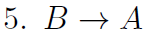 5. B → A